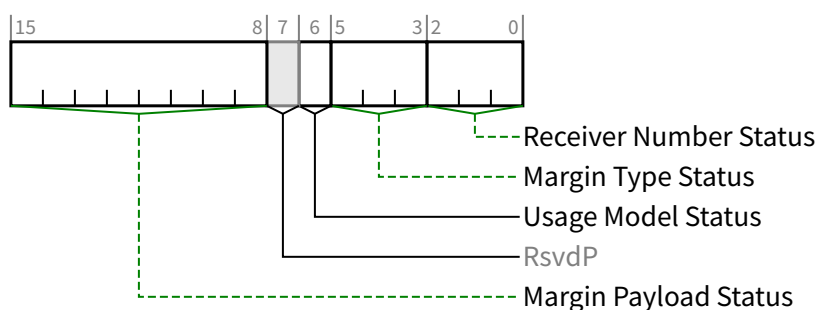 15 8 7 6 5 3 2 0
Receiver Number Status
Margin Type Status
Usage Model Status
RsvdP
Margin Payload Status